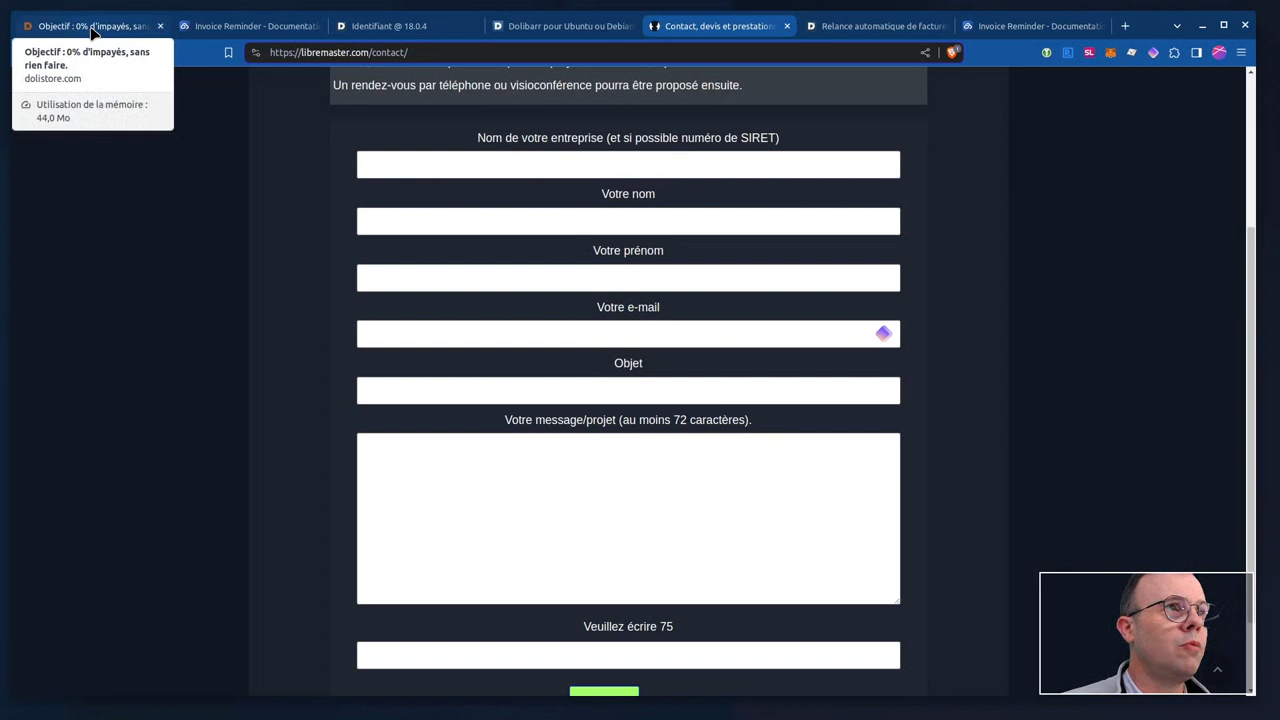 Objectif : 0% d'impayés, sans
Invoice Reminder - Documentati
Identifiant @ 18.0.4
Dolibarr pour Ubuntu ou Debian
Contact, devis et prestations
Relance automatique de facture
Invoice Reminder - Documentati
https://libremaster.com/contact/
Objectif : 0% d'impayés, sans
rien faire.
dolistore.com
Utilisation de la mémoire :
44,0 Mo
Un rendez-vous par téléphone ou visioconférence pourra être proposé ensuite.
Nom de votre entreprise (et si possible numéro de SIRET)
Votre nom
Votre prénom
Votre e-mail
Objet
Votre message/projet (au moins 72 caractères).
Veuillez écrire 75